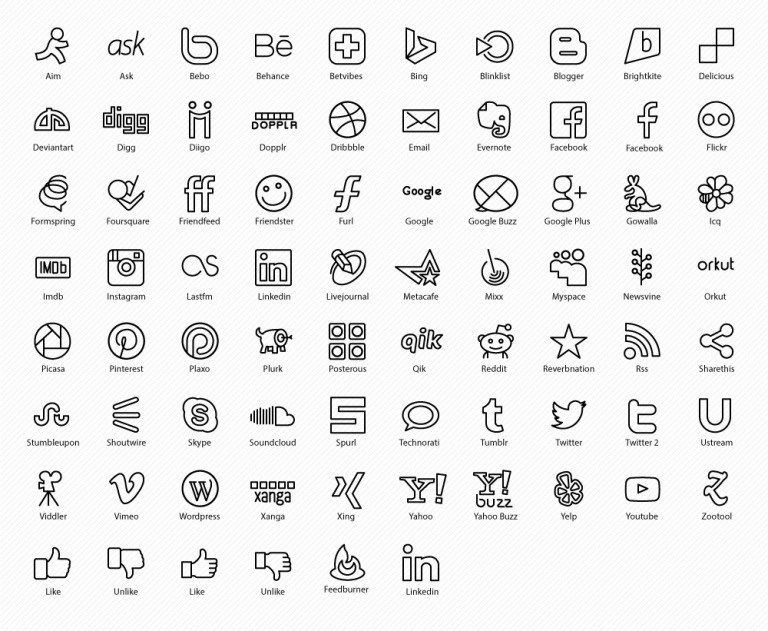 Aim Ask Bebo Behance Betvibes Bing Blinklist Blogger Brightkite Delicious
ask Bē b
Deviantart Digg Diigo Dopplr Dribbble Email Evernote Facebook Facebook Flickr
digg DOPPLR f f
Formspring Foursquare Friendfeed Friendster Furl Google Google Buzz Google Plus Gowalla Icq
ff f Google g+
Imdb Instagram Lastfm Linkedin Livejournal Metacafe Mixx Myspace Newsvine Orkut
IMDb in orkut
Picasa Pinterest Plaxo Plurk Posterous Qik Reddit Reverbnation Rss Sharethis
qik
Stumbleupon Shoutwire Skype Soundcloud Spurl Technorati Tumblr Twitter Twitter 2 Ustream
S S t t U
Viddler Vimeo Wordpress Xanga Xing Yahoo Yahoo Buzz Yelp Youtube Zootool
W xanga Y! Y! buzz
Like Unlike Like Unlike Feedburner Linkedin
in